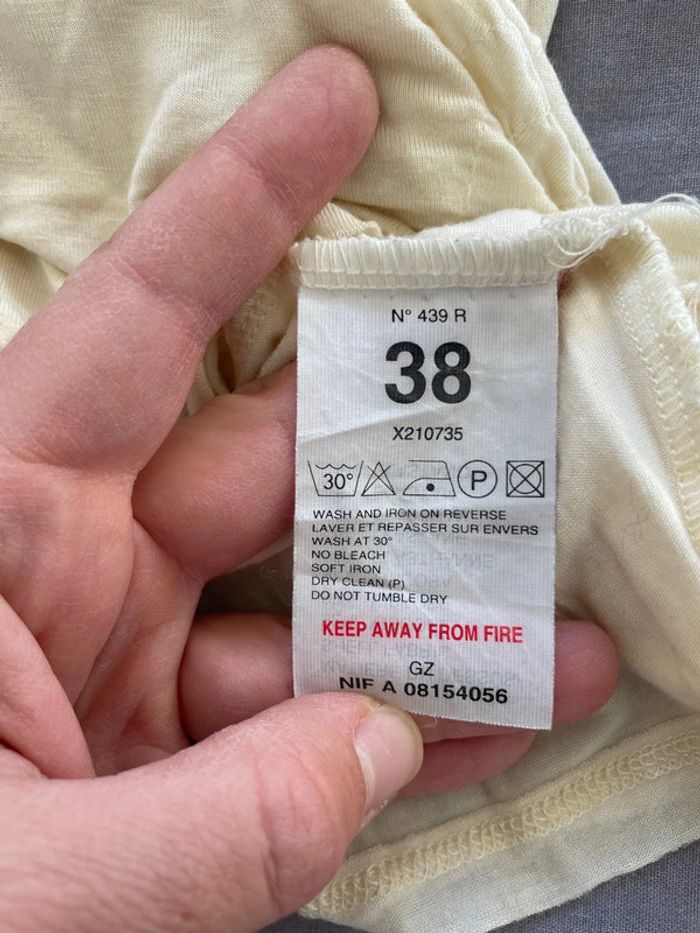 N° 439 R
38
X210735
30° P
WASH AND IRON ON REVERSE
LAVER ET REPASSER SUR ENVERS
WASH AT 30°
NO BLEACH
SOFT IRON
DRY CLEAN (P)
DO NOT TUMBLE DRY
KEEP AWAY FROM FIRE
GZ
NIF A 08154056